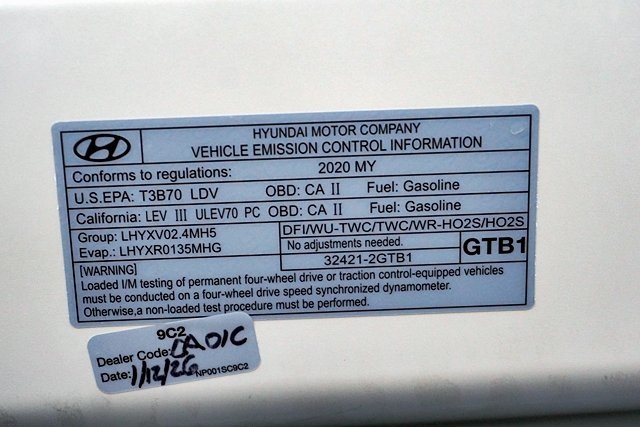 HYUNDAI MOTOR COMPANY
VEHICLE EMISSION CONTROL INFORMATION
Conforms to regulations: 2020 MY
U.S.EPA: T3B70 LDV OBD: CA II Fuel: Gasoline
California: LEV III ULEV70 PC OBD: CA II Fuel: Gasoline
Group: LHYXV02.4MH5
Evap.: LHYXR0135MHG
DFI/WU-TWC/TWC/WR-HO2S/HO2S
No adjustments needed.
32421-2GTB1
GTB1
[WARNING]
Loaded I/M testing of permanent four-wheel drive or traction control-equipped vehicles
must be conducted on a four-wheel drive speed synchronized dynamometer.
Otherwise,a non-loaded test procedure must be performed.
9C2
Dealer Code: CA01C
Date: 1/12/26 NP001SC9C2